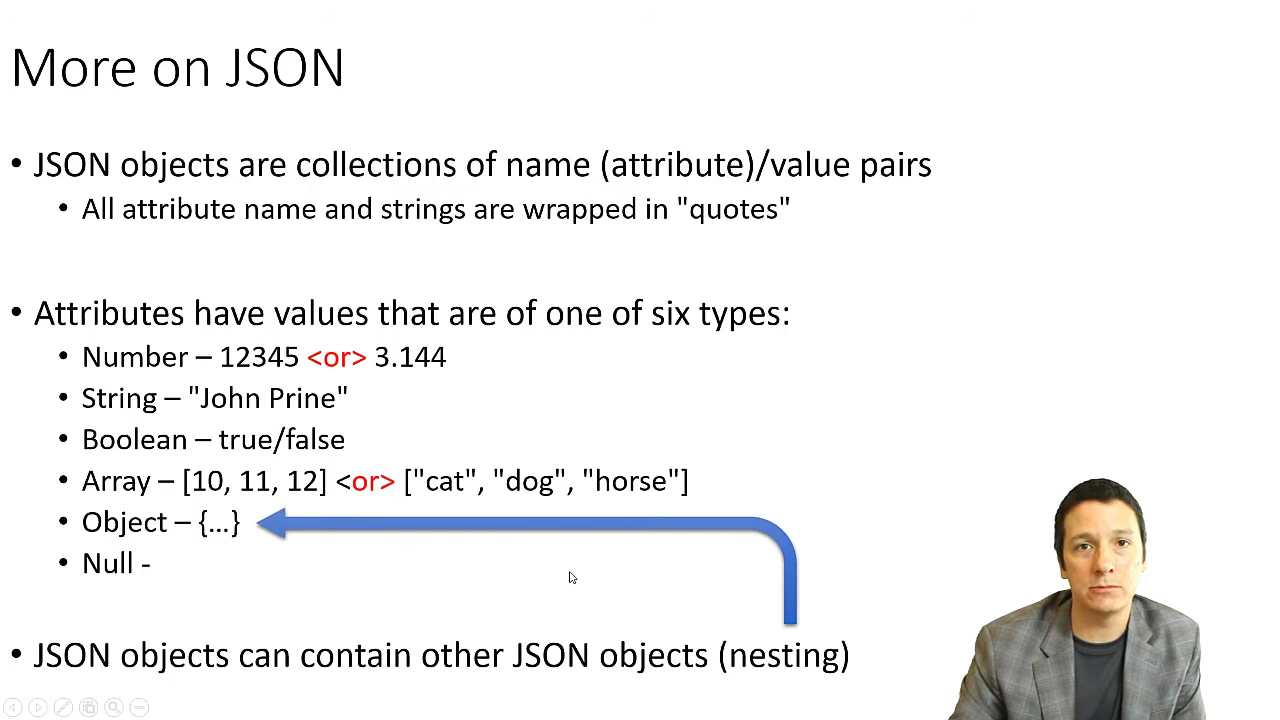 More on JSON
• JSON objects are collections of name (attribute)/value pairs
• All attribute name and strings are wrapped in "quotes"
• Attributes have values that are of one of six types:
• Number – 12345 <or> 3.144
• String – "John Prine"
• Boolean – true/false
• Array – [10, 11, 12] <or> ["cat", "dog", "horse"]
• Object – {…}
• Null -
• JSON objects can contain other JSON objects (nesting)